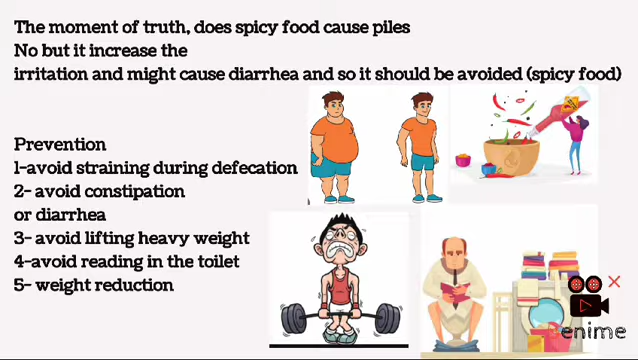 The moment of truth, does spicy food cause piles
No but it increase the
irritation and might cause diarrhea and so it should be avoided (spicy food)
Prevention
1-avoid straining during defecation
2- avoid constipation
or diarrhea
3- avoid lifting heavy weight
4-avoid reading in the toilet
5- weight reduction
Benime